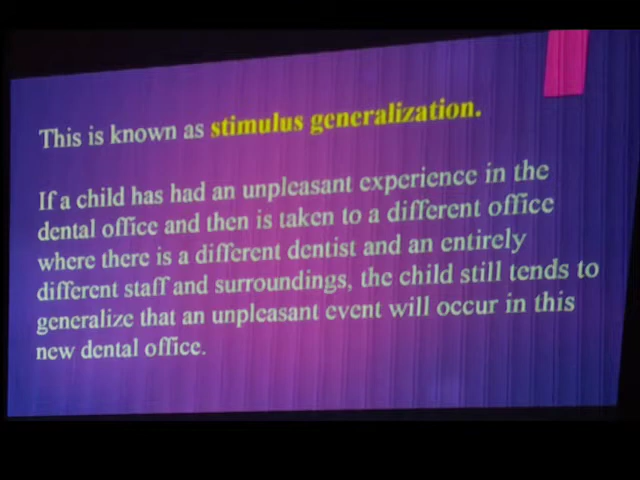 This is known as stimulus generalization.
If a child has had an unpleasant experience in the
dental office and then is taken to a different office
where there is a different dentist and an entirely
different staff and surroundings, the child still tends to
generalize that an unpleasant event will occur in this
new dental office.